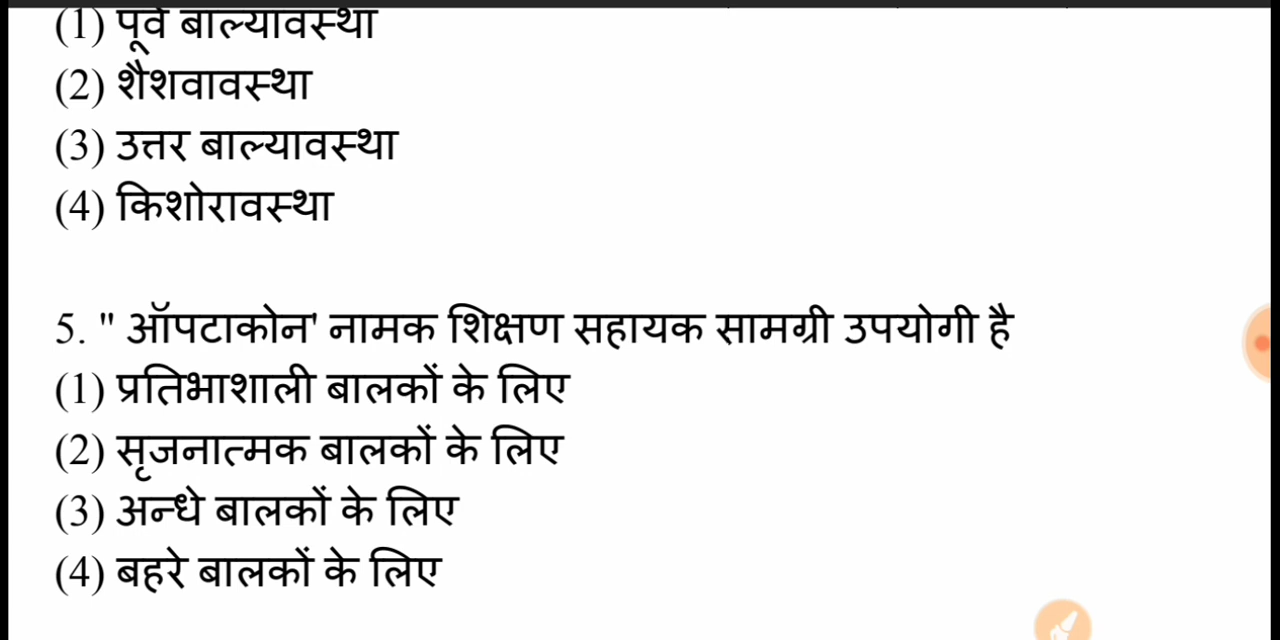 (1) पूर्व बाल्यावस्था
(2) शैशवावस्था
(3) उत्तर बाल्यावस्था
(4) किशोरावस्था
5. " ऑपटाकोन' नामक शिक्षण सहायक सामग्री उपयोगी है
(1) प्रतिभाशाली बालकों के लिए
(2) सृजनात्मक बालकों के लिए
(3) अन्धे बालकों के लिए
(4) बहरे बालकों के लिए